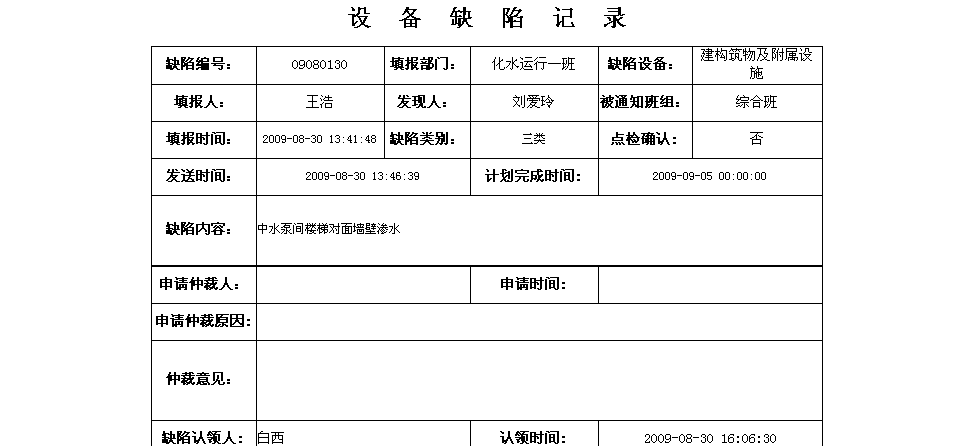 设备缺陷记录
缺陷编号： 09080130 填报部门： 化水运行一班 缺陷设备： 建构筑物及附属设
施
填报人： 王浩 发现人： 刘爱玲 被通知班组： 综合班
填报时间： 2009-08-30 13:41:48 缺陷类别： 三类 点检确认： 否
发送时间： 2009-08-30 13:46:39 计划完成时间： 2009-09-05 00:00:00
缺陷内容： 中水泵间楼梯对面墙壁渗水
申请仲裁人： 申请时间：
申请仲裁原因：
仲裁意见：
缺陷认领人： 白西 认领时间： 2009-08-30 16:06:30